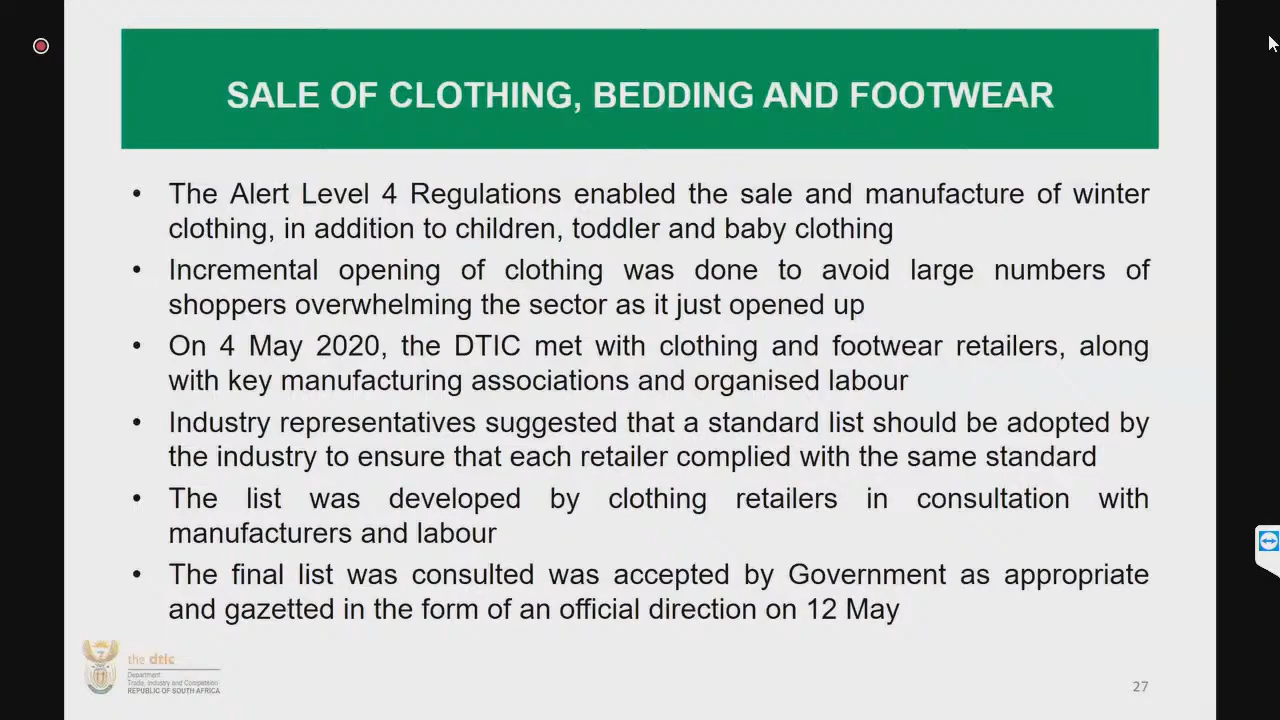 SALE OF CLOTHING, BEDDING AND FOOTWEAR
• The Alert Level 4 Regulations enabled the sale and manufacture of winter
clothing, in addition to children, toddler and baby clothing
• Incremental opening of clothing was done to avoid large numbers of
shoppers overwhelming the sector as it just opened up
• On 4 May 2020, the DTIC met with clothing and footwear retailers, along
with key manufacturing associations and organised labour
• Industry representatives suggested that a standard list should be adopted by
the industry to ensure that each retailer complied with the same standard
• The list was developed by clothing retailers in consultation with
manufacturers and labour
• The final list was consulted was accepted by Government as appropriate
and gazetted in the form of an official direction on 12 May
the dtic
Department:
Trade, Industry and Competition
REPUBLIC OF SOUTH AFRICA
27